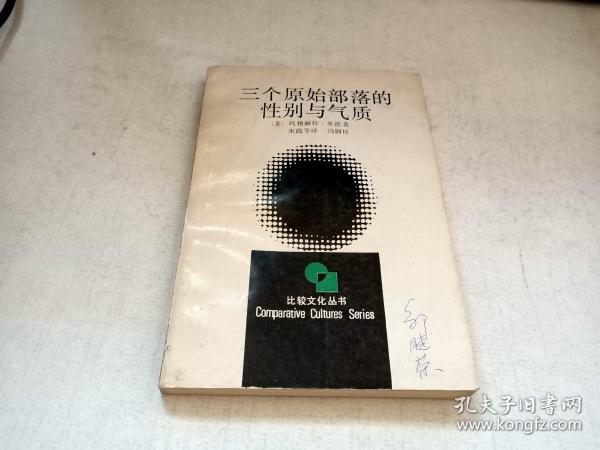 三个原始部落的
性别与气质
〔美〕玛格丽特·米德著
宋践等译 冯钢校
比较文化丛书
Comparative Cultures Series
晓荣
孔夫子旧书网
www.kongfz.com